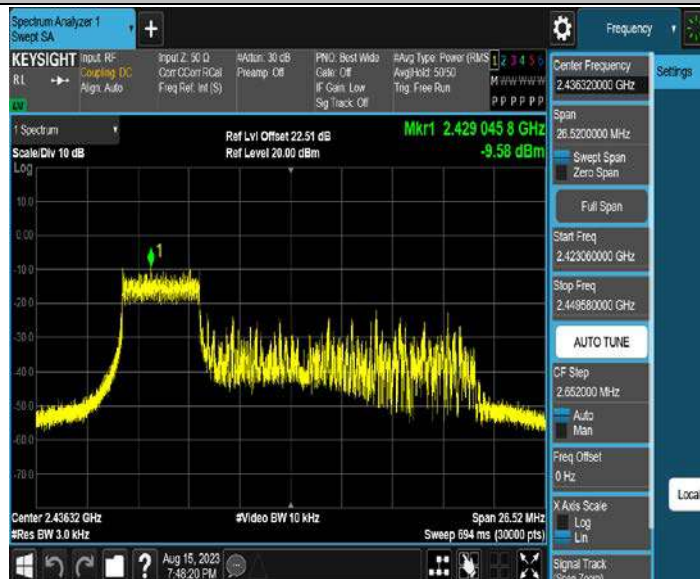 Spectrum Analyzer 1
Swept SA
+
Frequency
KEYSIGHT
RL
Input: RF
Coupling: DC
Align: Auto
Input Z: 50 Ω
Corr CCorr RCal
Freq Ref: Int (S)
#Atten: 30 dB
Preamp: Off
PNO: Best Wide
Gate: Off
IF Gain: Low
Sig Track: Off
#Avg Type: Power (RMS
Avg|Hold: 50/50
Trig: Free Run
1 2 3 4 5 6
M W W W W W
P P P P P P
1 Spectrum
Scale/Div 10 dB
Log
Ref Lvl Offset 22.51 dB
Ref Level 20.00 dBm
Mkr1 2.429 045 8 GHz
-9.58 dBm
10.0
0.00
-10.0
-20.0
-30.0
-40.0
-50.0
-60.0
-70.0
1
Center 2.43632 GHz
#Res BW 3.0 kHz
#Video BW 10 kHz
Span 26.52 MHz
Sweep 694 ms (30000 pts)
Center Frequency
2.436320000 GHz
Settings
Span
26.5200000 MHz
Swept Span
Zero Span
Full Span
Start Freq
2.423060000 GHz
Stop Freq
2.449580000 GHz
AUTO TUNE
CF Step
2.652000 MHz
Auto
Man
Freq Offset
0 Hz
X Axis Scale
Log
Lin
Local
Signal Track
(Span Zoom)
?
Aug 15, 2023
7:48:20 PM